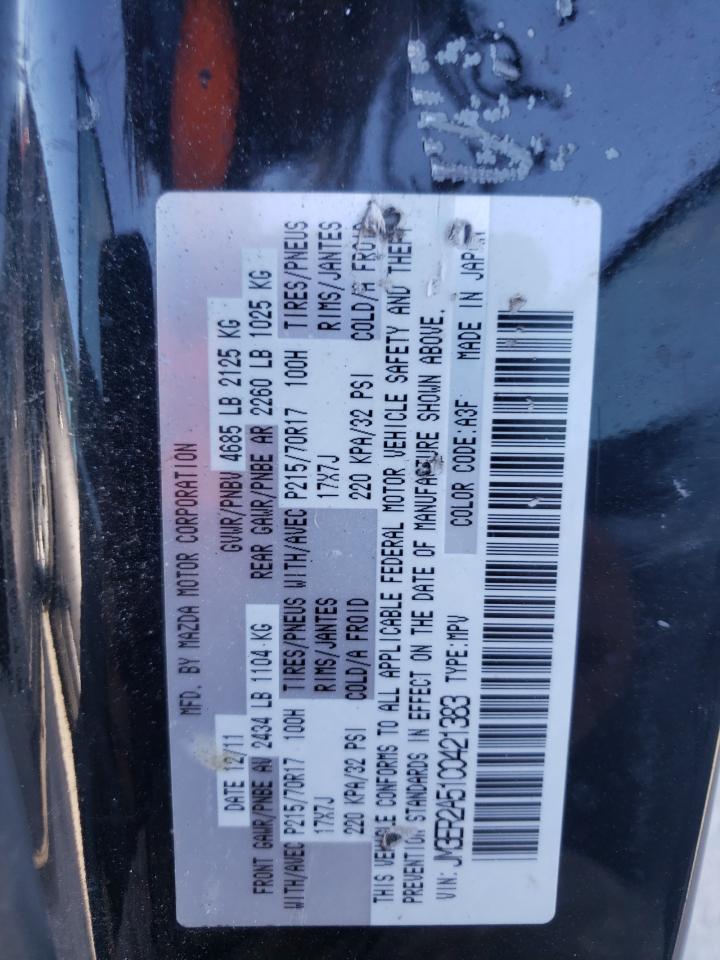 MFD. BY MAZDA MOTOR CORPORATION
DATE 12/11 GVWR/PNBV 4685 LB 2125 KG
FRONT GAWR/PNBE AV 2434 LB 1104 KG REAR GAWR/PNBE AR 2260 LB 1025 KG
WITH/AVEC P215/70R17 100H TIRES/PNEUS WITH/AVEC P215/70R17 100H TIRES/PNEUS
17X7J RIMS/JANTES 17X7J RIMS/JANTES
220 KPA/32 PSI COLD/A FROID 220 KPA/32 PSI COLD/A FROID
THIS VEHICLE CONFORMS TO ALL APPLICABLE FEDERAL MOTOR VEHICLE SAFETY AND THEFT
PREVENTION STANDARDS IN EFFECT ON THE DATE OF MANUFACTURE SHOWN ABOVE.
VIN: JM3ER2A51C0421383 TYPE:MPV COLOR CODE:A3F MADE IN JAPAN